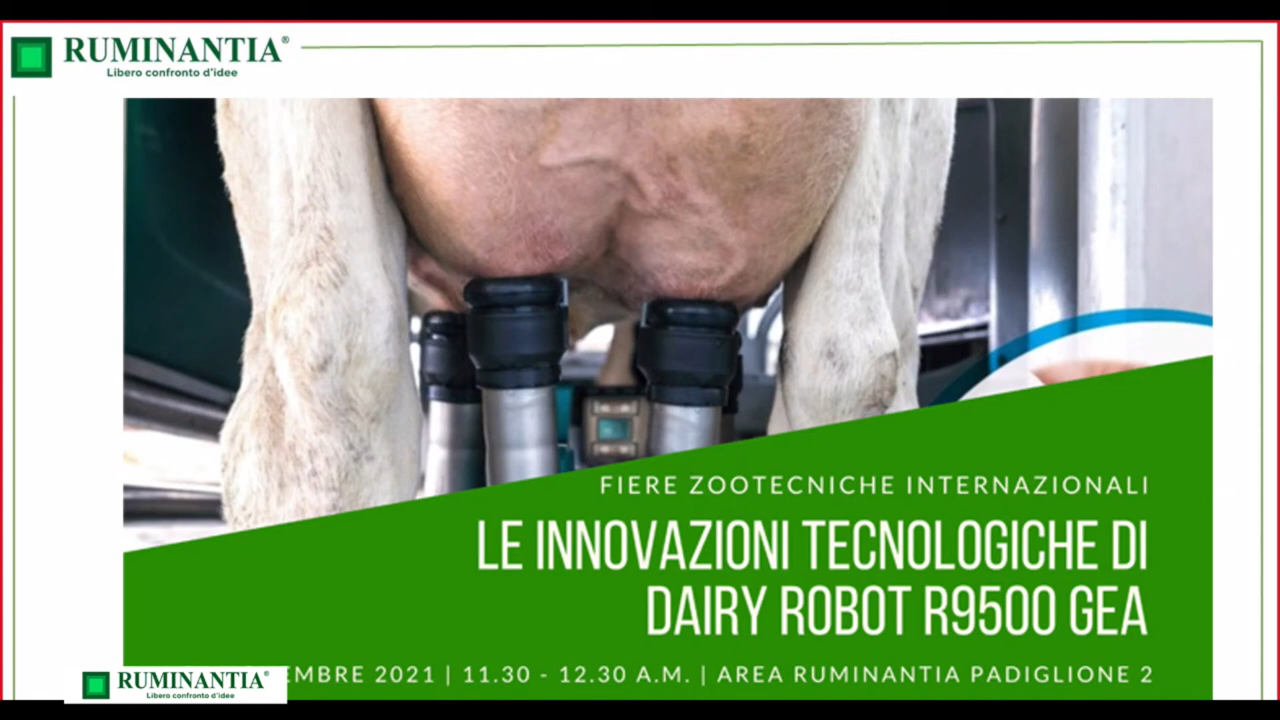 RUMINANTIA®
Libero confronto d'idee
FIERE ZOOTECNICHE INTERNAZIONALI
LE INNOVAZIONI TECNOLOGICHE DI
DAIRY ROBOT R9500 GEA
2021 | 11.30 - 12.30 A.M. | AREA RUMINANTIA PADIGLIONE 2
RUMINANTIA®
Libero confronto d'idee